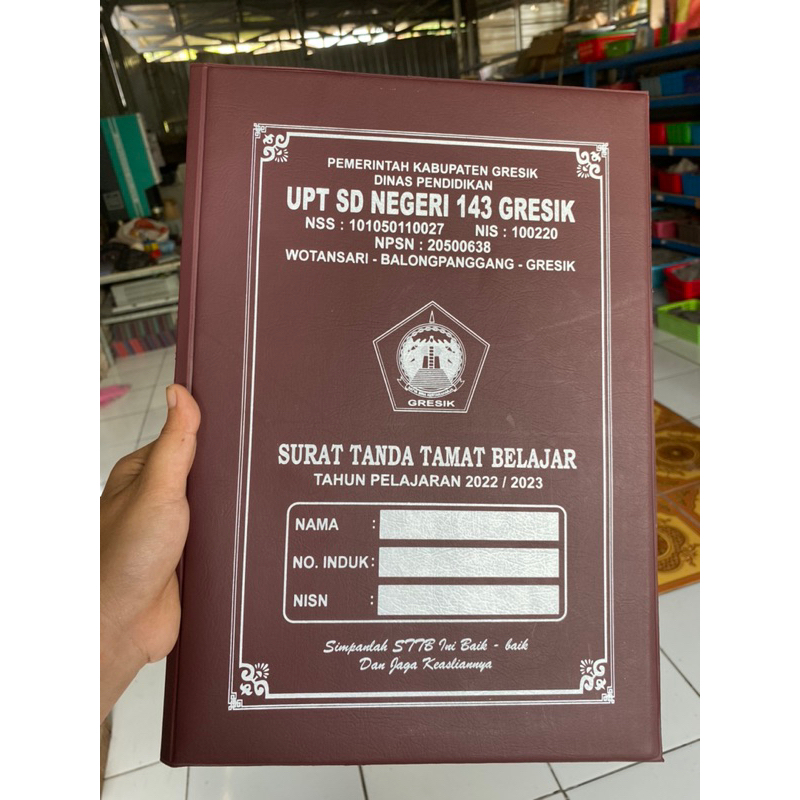 PEMERINTAH KABUPATEN GRESIK
DINAS PENDIDIKAN
UPT SD NEGERI 143 GRESIK
NSS : 101050110027 NIS : 100220
NPSN : 20500638
WOTANSARI - BALONGPANGGANG - GRESIK
GRESIK
SURAT TANDA TAMAT BELAJAR
TAHUN PELAJARAN 2022 / 2023
NAMA :
NO. INDUK :
NISN :
Simpanlah STTB Ini Baik - baik
Dan Jaga Keasliannya